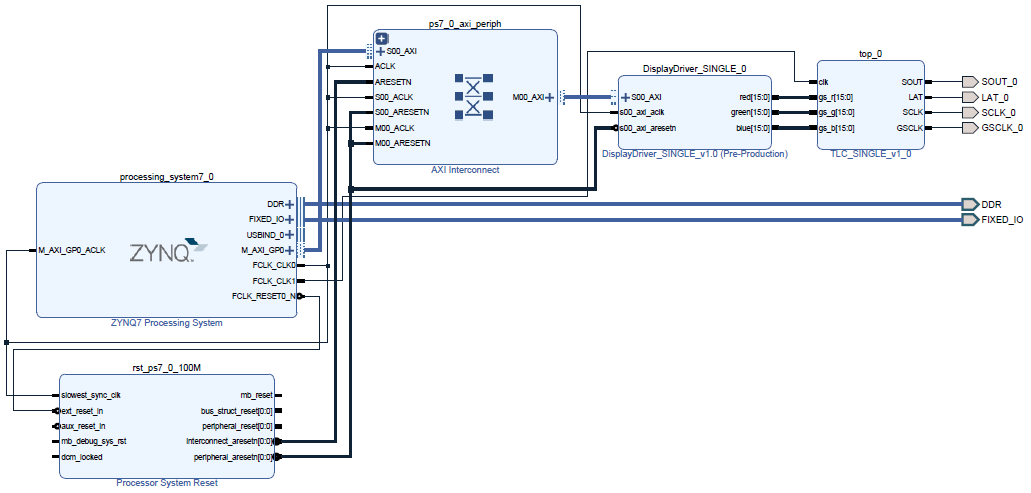 ps7_0_axi_periph
S00_AXI
ACLK
ARESETN
S00_ACLK
S00_ARESETN
M00_ACLK
M00_ARESETN
M00_AXI
AXI Interconnect
DisplayDriver_SINGLE_0
S00_AXI
s00_axi_aclk
s00_axi_aresetn
red[15:0]
green[15:0]
blue[15:0]
DisplayDriver_SINGLE_v1.0 (Pre-Production)
top_0
clk
gs_r[15:0]
gs_g[15:0]
gs_b[15:0]
SOUT
LAT
SCLK
GSCLK
TLC_SINGLE_v1_0
SOUT_0
LAT_0
SCLK_0
GSCLK_0
DDR
FIXED_IO
processing_system7_0
M_AXI_GP0_ACLK
ZYNQ
DDR
FIXED_IO
USBIND_0
M_AXI_GP0
FCLK_CLK0
FCLK_CLK1
FCLK_RESET0_N
ZYNQ7 Processing System
rst_ps7_0_100M
slowest_sync_clk
ext_reset_in
aux_reset_in
mb_debug_sys_rst
dcm_locked
mb_reset
bus_struct_reset[0:0]
peripheral_reset[0:0]
interconnect_aresetn[0:0]
peripheral_aresetn[0:0]
Processor System Reset